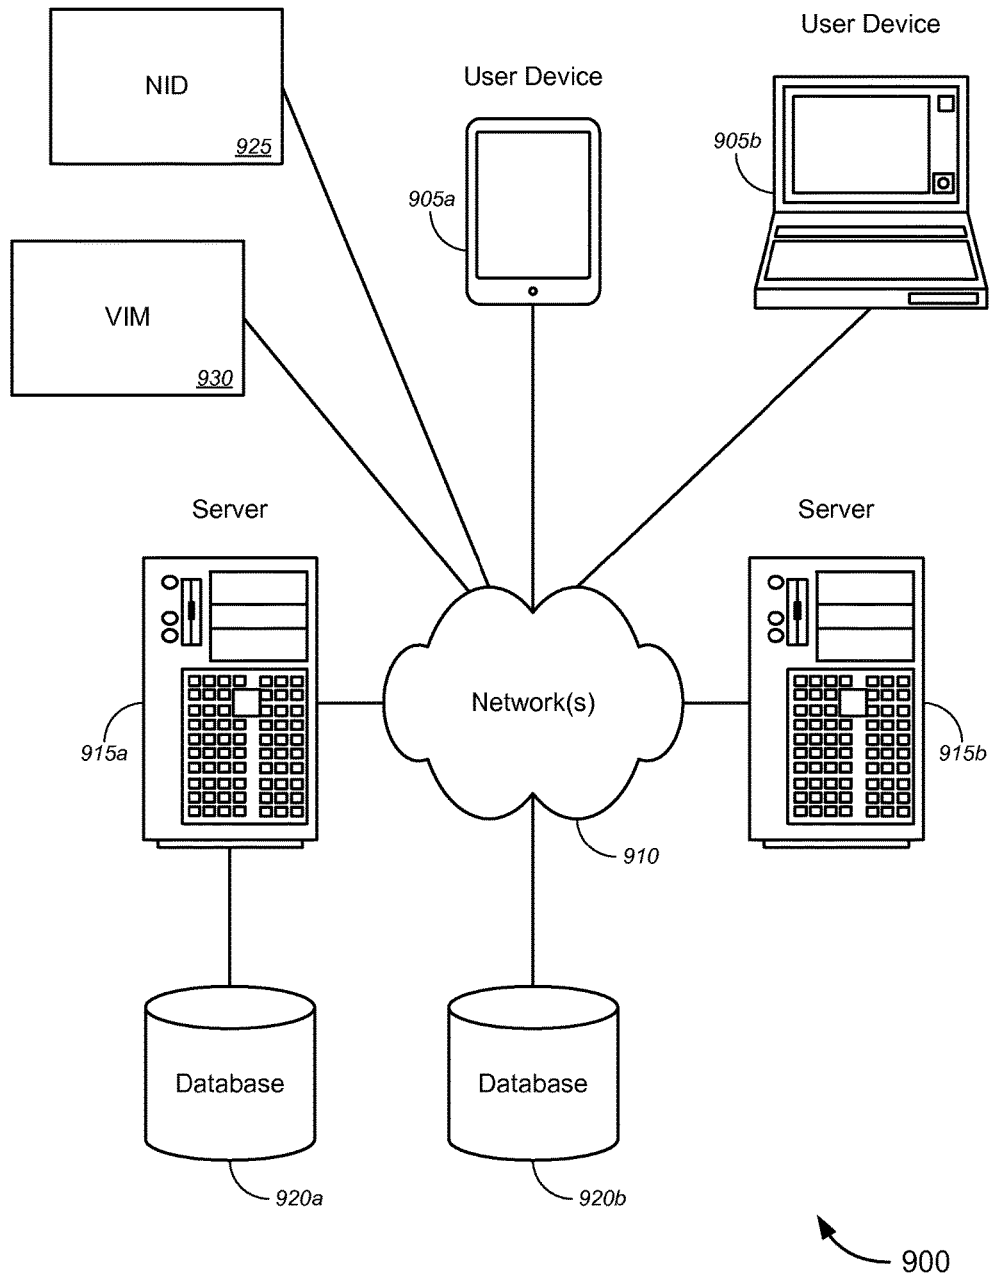 User Device
User Device
NID
925
905a
905b
VIM
930
Server
Server
Network(s)
915a
915b
910
Database
Database
920a
920b
900